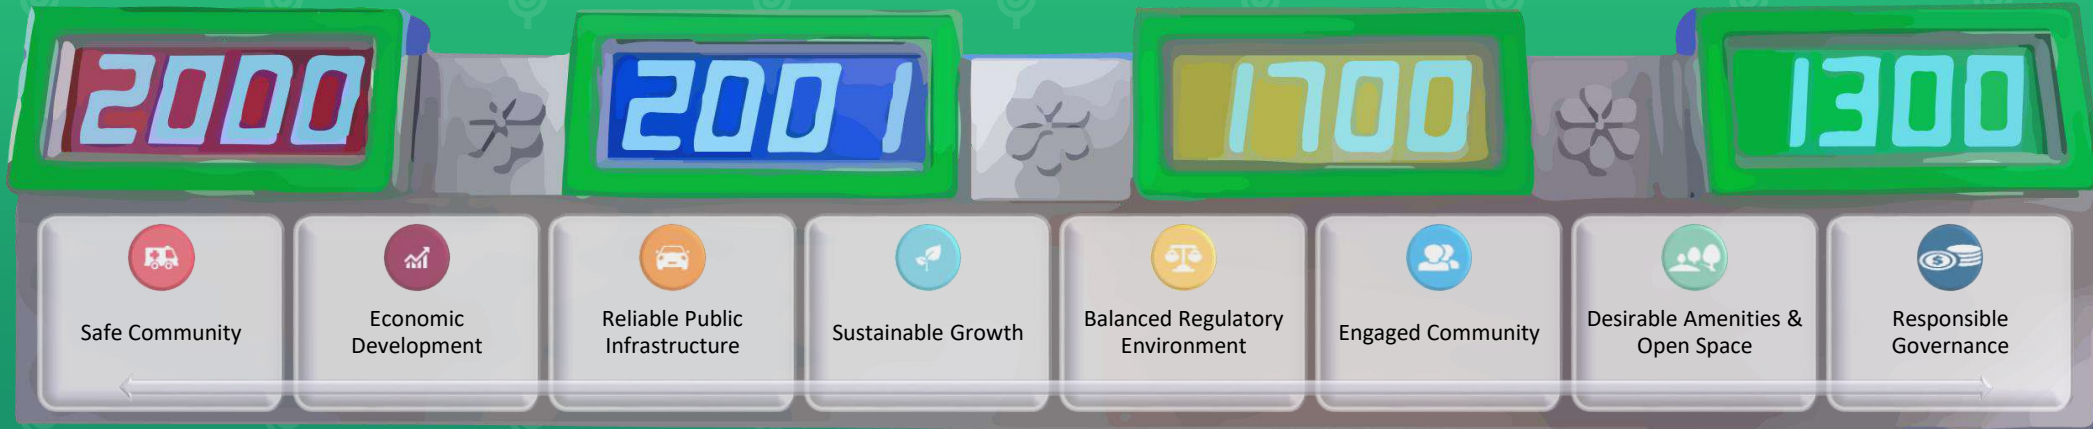 2000
2001
1700
1300
Safe Community
Economic
Development
Reliable Public
Infrastructure
Sustainable Growth
Balanced Regulatory
Environment
Engaged Community
Desirable Amenities &
Open Space
Responsible
Governance